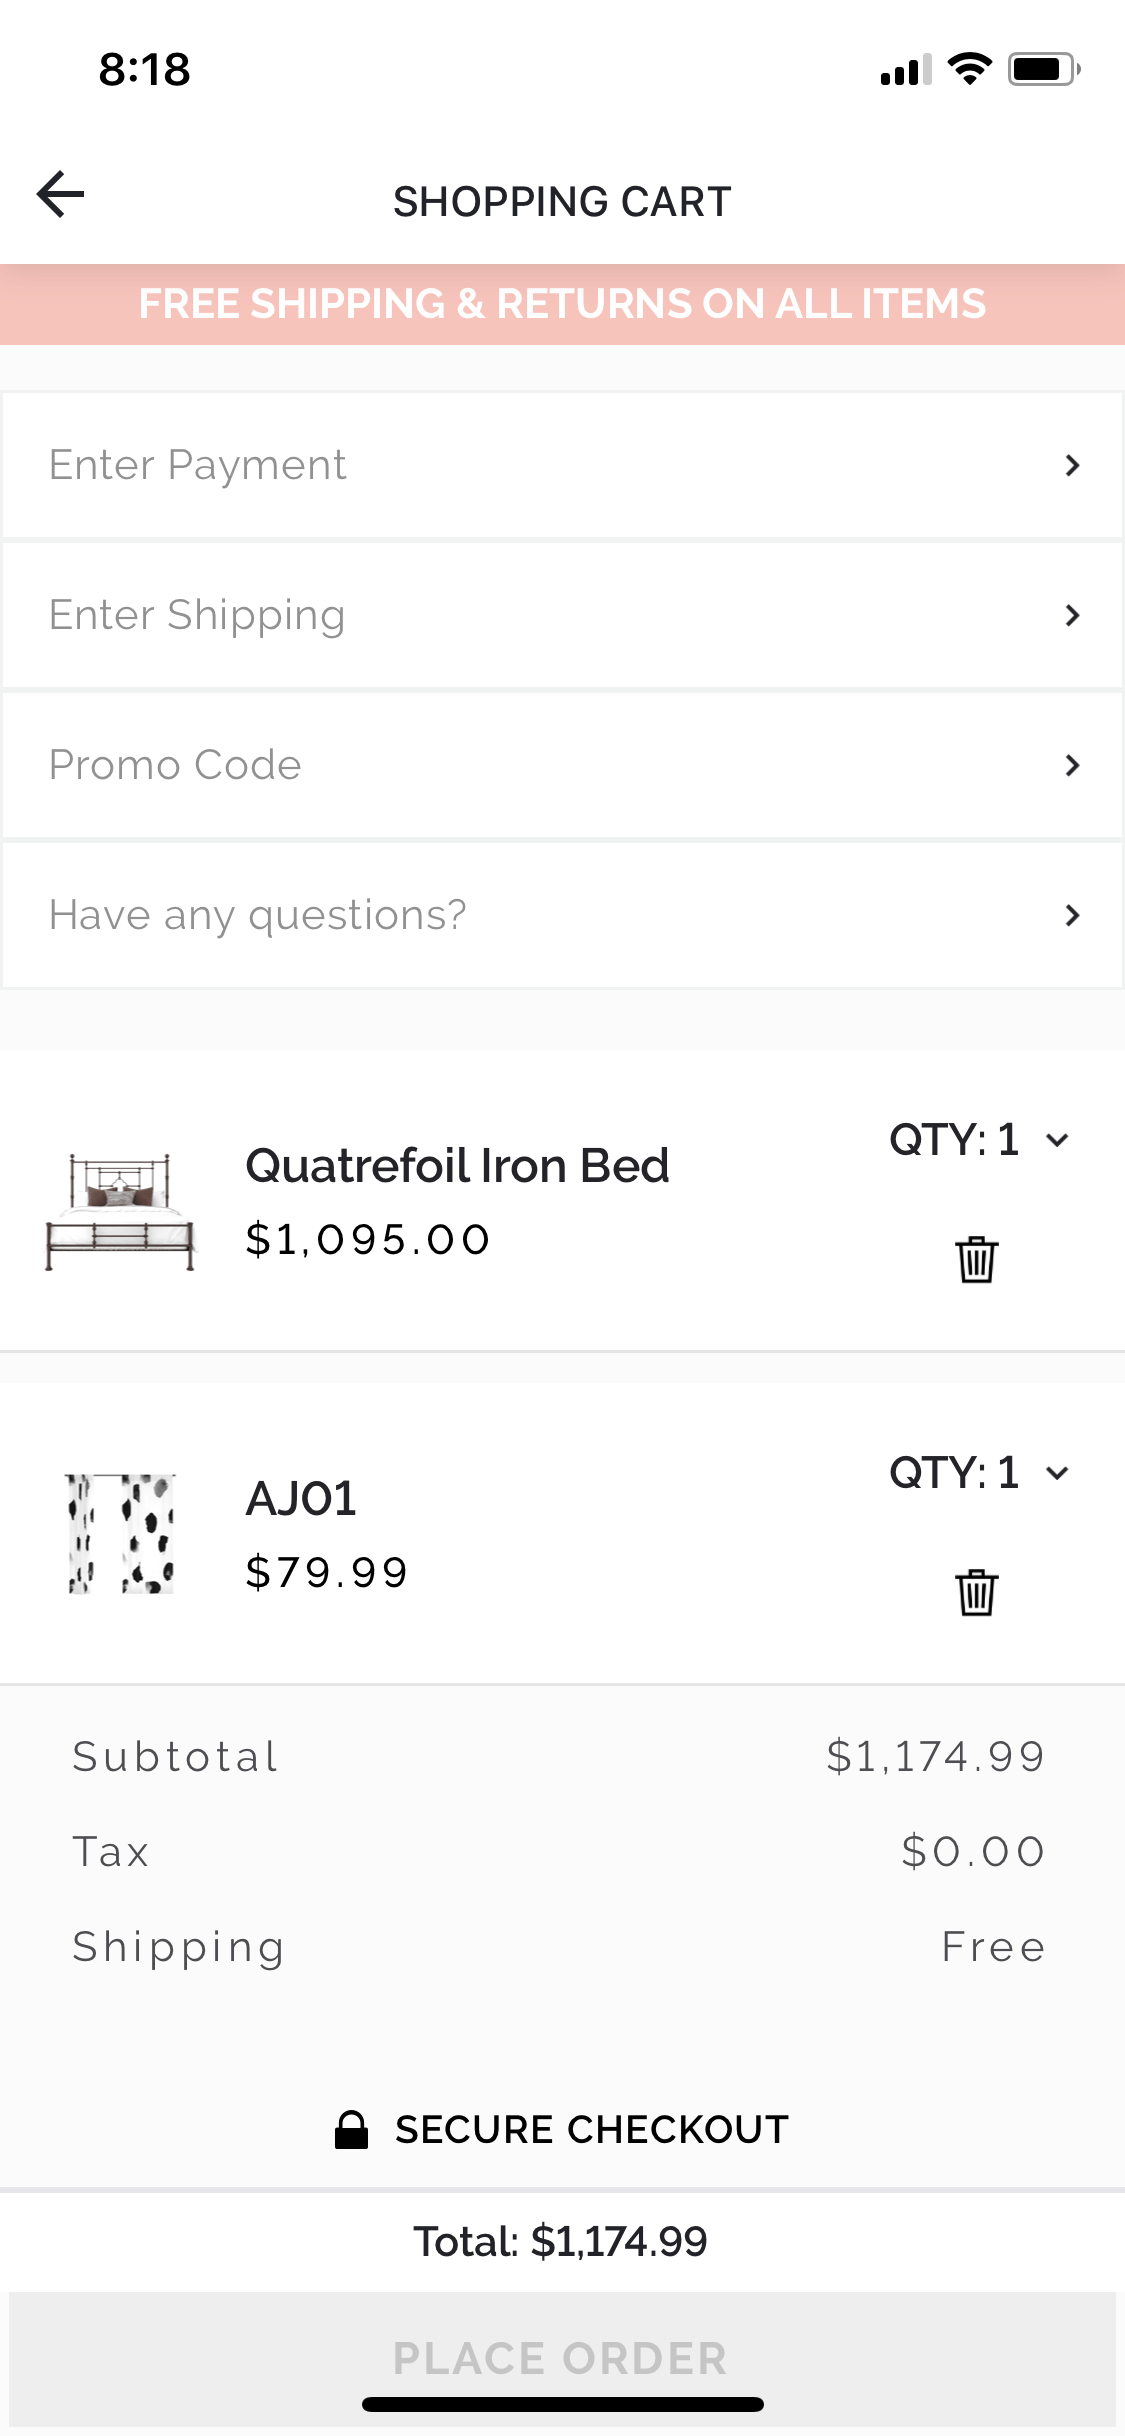 8:18
SHOPPING CART
FREE SHIPPING & RETURNS ON ALL ITEMS
Enter Payment
Enter Shipping
Promo Code
Have any questions?
QTY: 1
Quatrefoil Iron Bed
$1,095.00
QTY: 1
AJ01
$79.99
Subtotal $1,174.99
Tax $0.00
Shipping Free
SECURE CHECKOUT
Total: $1,174.99
PLACE ORDER